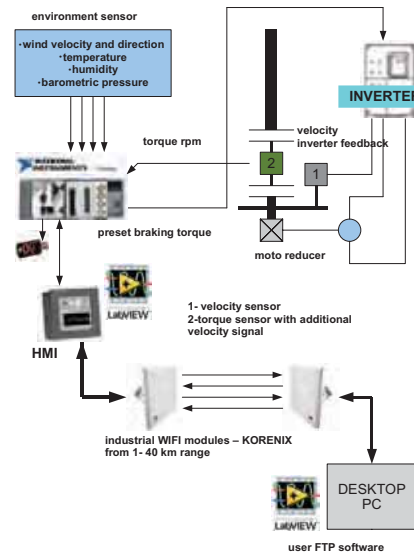 environment sensor
·wind velocity and direction
·temperature
·humidity
·barometric pressure
INVERTER
torque rpm
velocity
inverter feedback
2
1
NATIONAL
INSTRUMENTS
preset braking torque
moto reducer
LabVIEW
HMI
1- velocity sensor
2-torque sensor with additional
velocity signal
industrial WIFI modules – KORENIX
from 1- 40 km range
DESKTOP
PC
LabVIEW
user FTP software